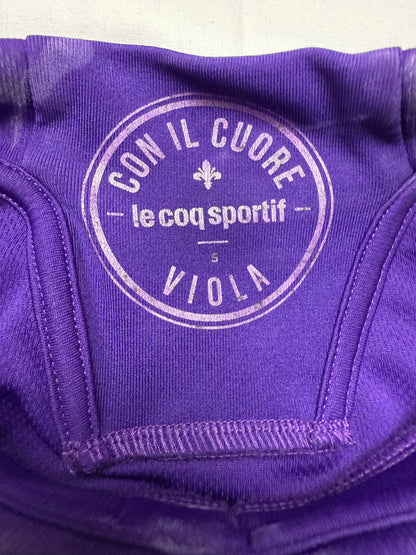 CON IL CUORE
le coq sportif
S
VIOLA